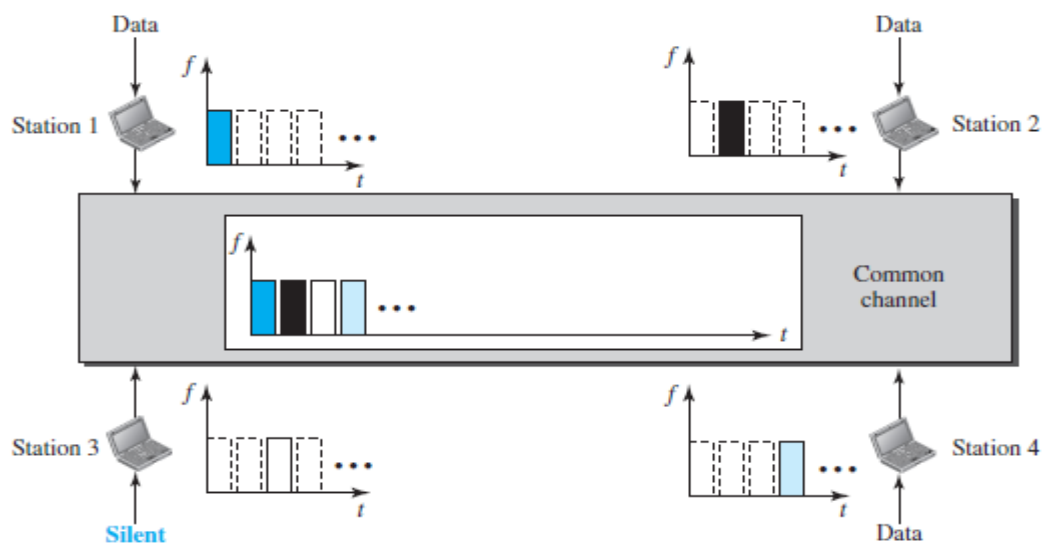 Data
Data
f
f
Station 1
Station 2
...
...
t
t
f
Common
channel
...
t
f
f
Station 3
Station 4
...
...
t
t
Silent
Data